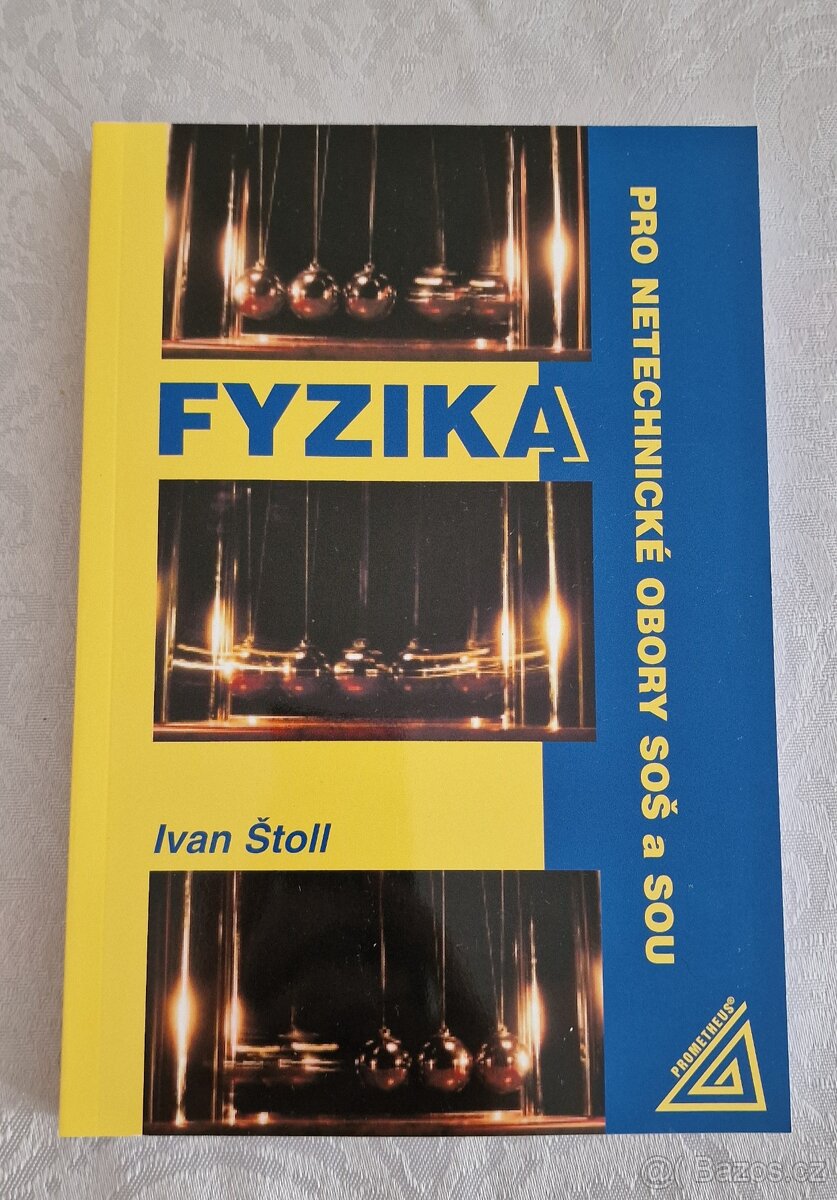 FYZIKA
PRO NETECHNICKÉ OBORY SOŠ a SOU
Ivan Štoll
PROMETHEUS®
@ Bazos.cz